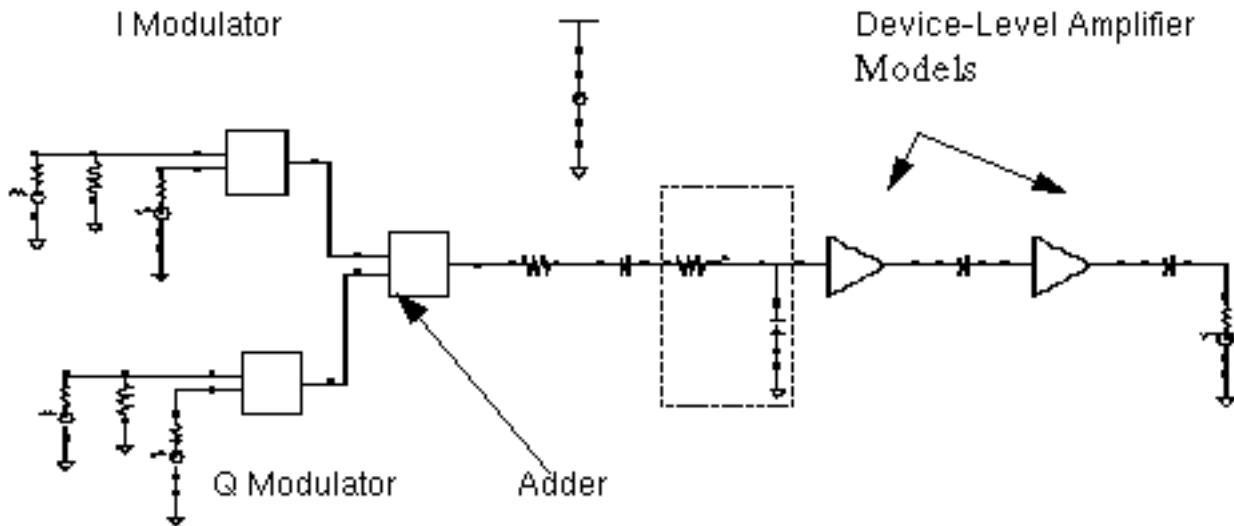 I Modulator
Device-Level Amplifier
Models
Q Modulator
Adder